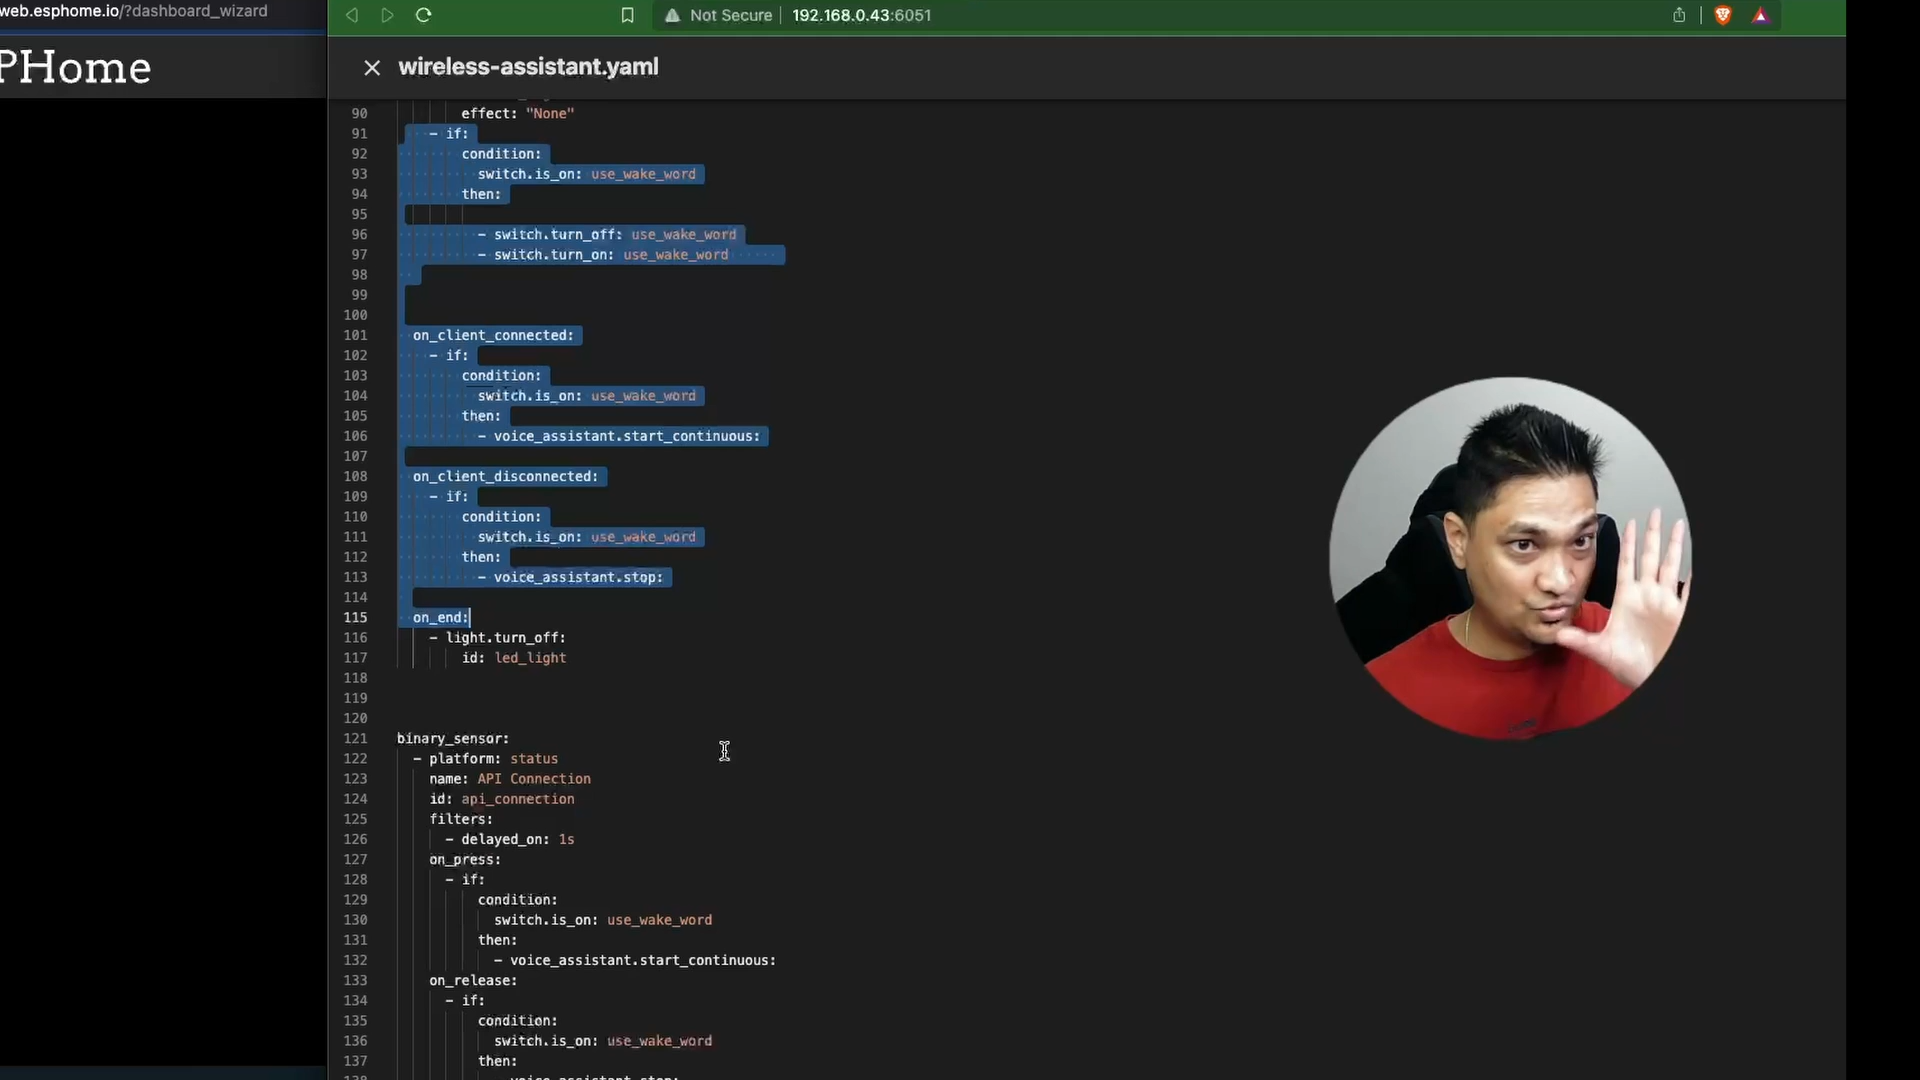 web.esphome.io/?dashboard_wizard
PHome
Not Secure
192.168.0.43:6051
wireless-assistant.yaml
90 effect: "None"
91 - if:
92 condition:
93 switch.is_on: use_wake_word
94 then:
95
96 - switch.turn_off: use_wake_word
97 - switch.turn_on: use_wake_word
98
99
100
101 on_client_connected:
102 - if:
103 condition:
104 switch.is_on: use_wake_word
105 then:
106 - voice_assistant.start_continuous:
107
108 on_client_disconnected:
109 - if:
110 condition:
111 switch.is_on: use_wake_word
112 then:
113 - voice_assistant.stop:
114
115 on_end:
116 - light.turn_off:
117 id: led_light
118
119
120
121 binary_sensor:
122 - platform: status
123 name: API Connection
124 id: api_connection
125 filters:
126 - delayed_on: 1s
127 on_press:
128 - if:
129 condition:
130 switch.is_on: use_wake_word
131 then:
132 - voice_assistant.start_continuous:
133 on_release:
134 - if:
135 condition:
136 switch.is_on: use_wake_word
137 then:
138 - voice_assistant.stop: